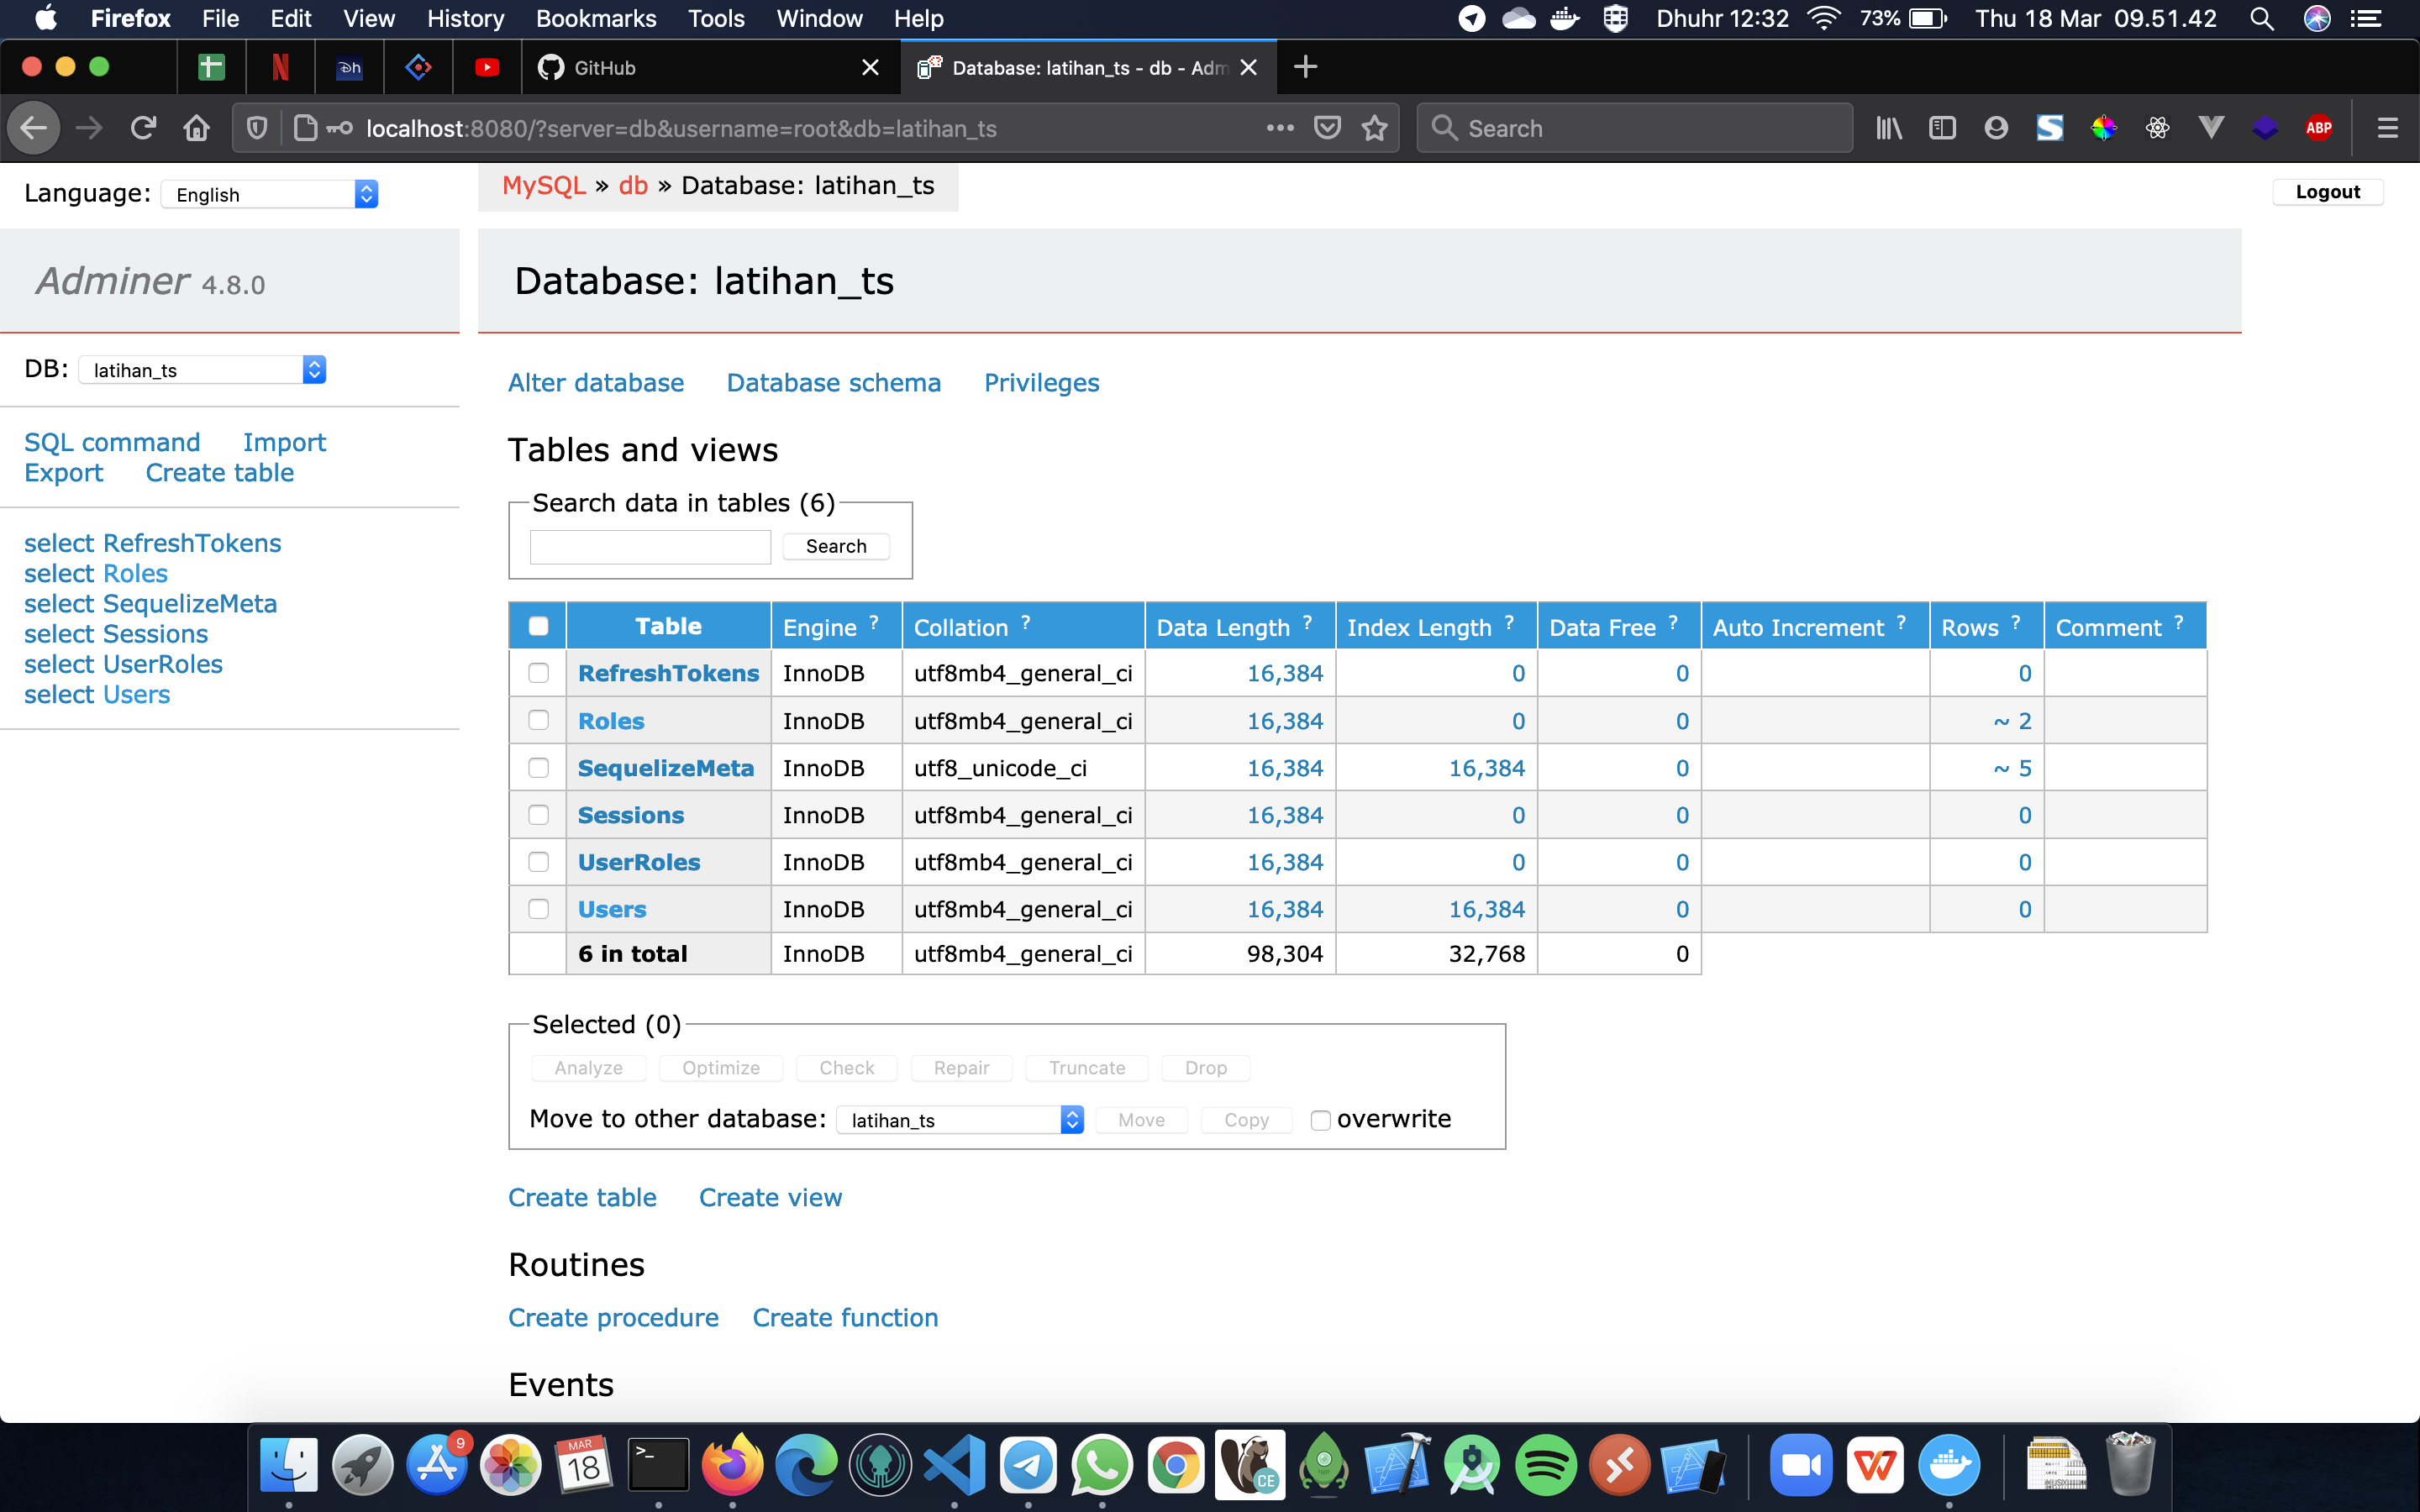 Firefox File Edit View History Bookmarks Tools Window Help Dhuhr 12:32 73% Thu 18 Mar 09.51.42
GitHub Database: latihan_ts - db - Adm
localhost:8080/?server=db&username=root&db=latihan_ts Search ABP
Language: English
MySQL » db » Database: latihan_ts
Logout
Adminer 4.8.0
Database: latihan_ts
DB: latihan_ts
SQL command Import
Export Create table
select RefreshTokens
select Roles
select SequelizeMeta
select Sessions
select UserRoles
select Users
Alter database Database schema Privileges
Tables and views
Search data in tables (6)
Search
Table Engine ? Collation ? Data Length ? Index Length ? Data Free ? Auto Increment ? Rows ? Comment ?
RefreshTokens InnoDB utf8mb4_general_ci 16,384 0 0 0
Roles InnoDB utf8mb4_general_ci 16,384 0 0 ~ 2
SequelizeMeta InnoDB utf8_unicode_ci 16,384 16,384 0 ~ 5
Sessions InnoDB utf8mb4_general_ci 16,384 0 0 0
UserRoles InnoDB utf8mb4_general_ci 16,384 0 0 0
Users InnoDB utf8mb4_general_ci 16,384 16,384 0 0
6 in total InnoDB utf8mb4_general_ci 98,304 32,768 0
Selected (0)
Analyze Optimize Check Repair Truncate Drop
Move to other database: latihan_ts Move Copy overwrite
Create table Create view
Routines
Create procedure Create function
Events
9
MAR
18
CE